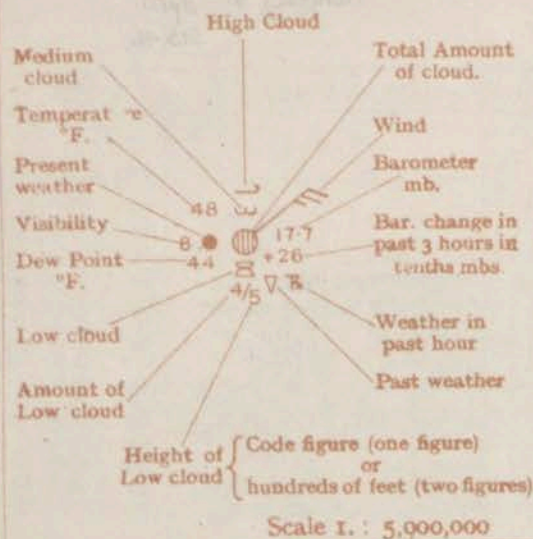 High Cloud
Medium
cloud
Total Amount
of cloud.
Temperat e
°F.
Wind
Present
weather
Barometer
mb.
48
Visibility
8
17.7
Bar. change in
past 3 hours in
tenths mbs.
Dew Point
°F.
44
+26
4/5
Low cloud
Weather in
past hour
Amount of
Low cloud
Past weather
Height of
Low cloud
Code figure (one figure)
or
hundreds of feet (two figures)
Scale 1. : 5,000,000